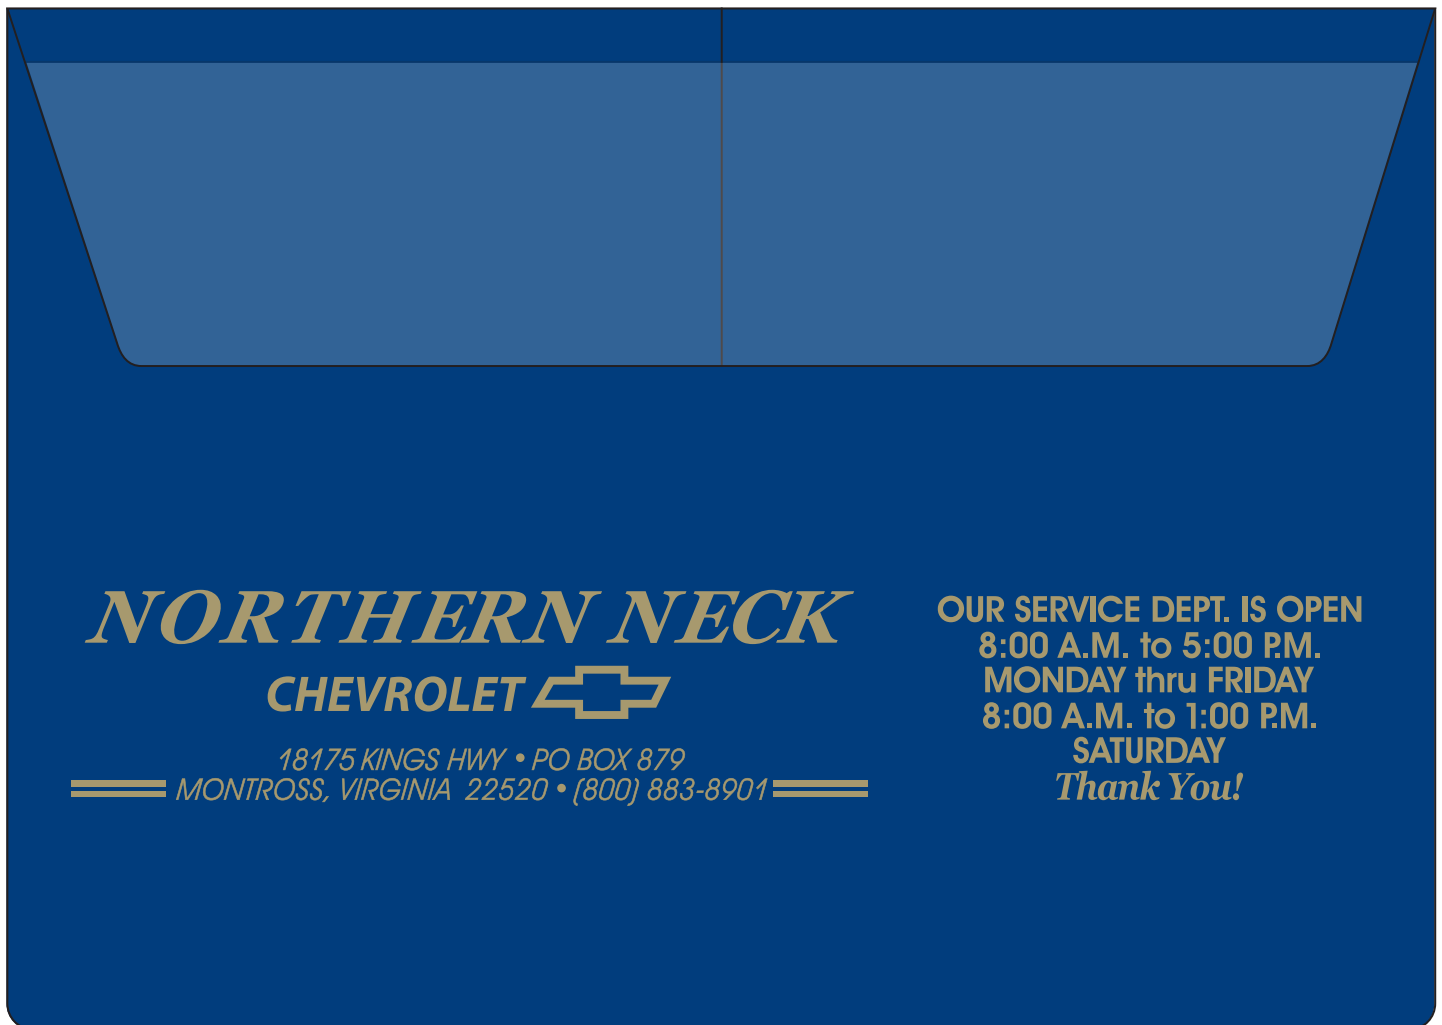 NORTHERN NECK
CHEVROLET
18175 KINGS HWY • PO BOX 879
MONTROSS, VIRGINIA 22520 • (800) 883-8901
OUR SERVICE DEPT. IS OPEN
8:00 A.M. to 5:00 P.M.
MONDAY thru FRIDAY
8:00 A.M. to 1:00 P.M.
SATURDAY
Thank You!